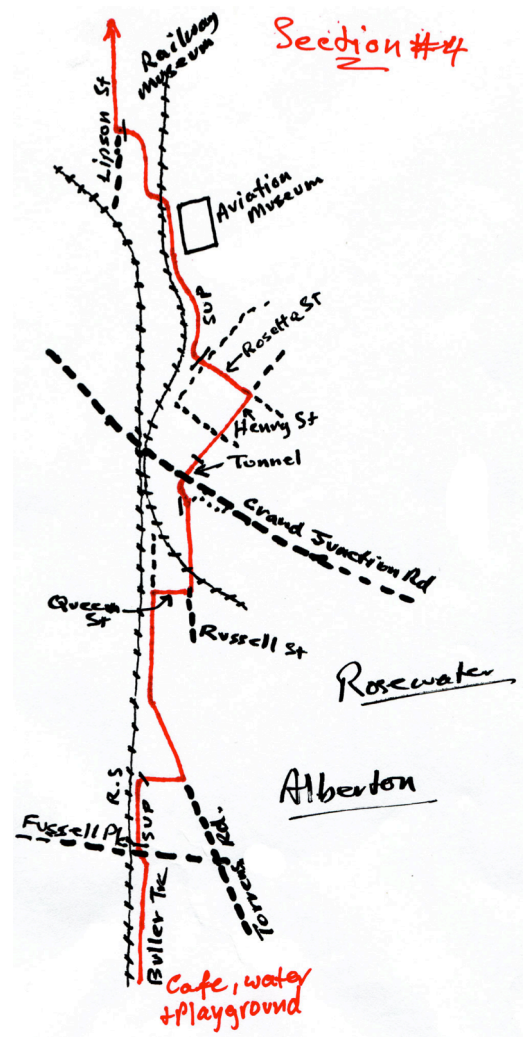 Section #4
Railway
Museum
Lipson St
Aviation
Museum
SUP
Rosetta ST
Henry St
Tunnel
Grand Junction Rd
Queen
St
Russell St
Rosewater
R.S
Alberton
SUP
Fussell Pl
Torrens Rd.
Buller Tce
Cafe, water
+Playground